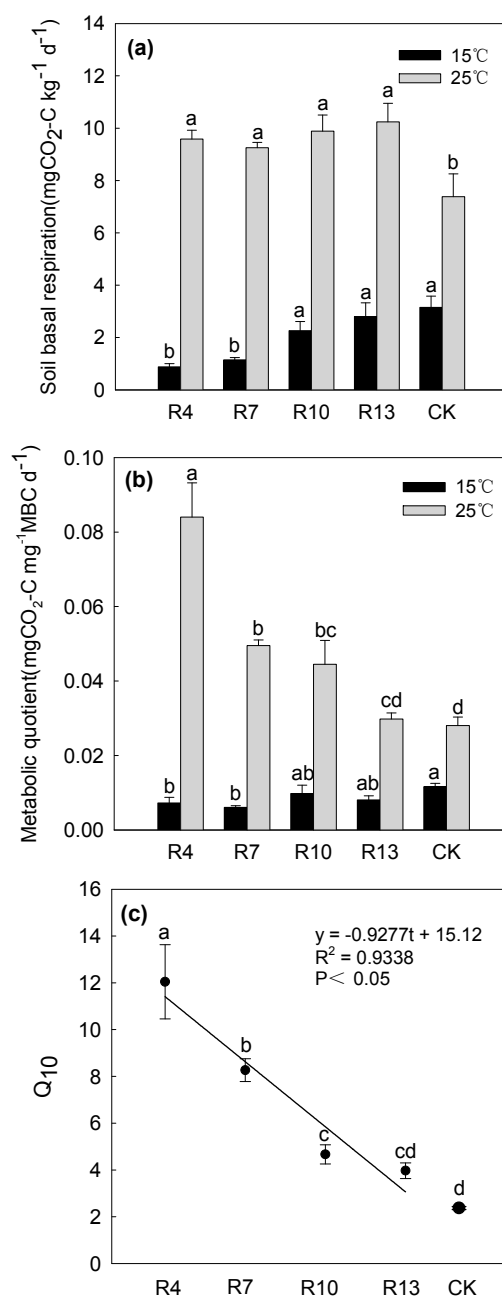 (a)
15℃
25℃
Soil basal respiration(mgCO2-C kg-1 d-1)
14
12
10
8
6
4
2
0
b
a
b
a
a
a
a
a
a
b
R4
R7
R10
R13
CK
(b)
15℃
25℃
Metabolic quotient(mgCO2-C mg-1MBC d-1)
0.10
0.08
0.06
0.04
0.02
0.00
b
a
b
b
ab
bc
ab
cd
a
d
R4
R7
R10
R13
CK
(c)
y = -0.9277t + 15.12
R2 = 0.9338
P< 0.05
Q10
16
14
12
10
8
6
4
2
0
a
b
c
cd
d
R4
R7
R10
R13
CK